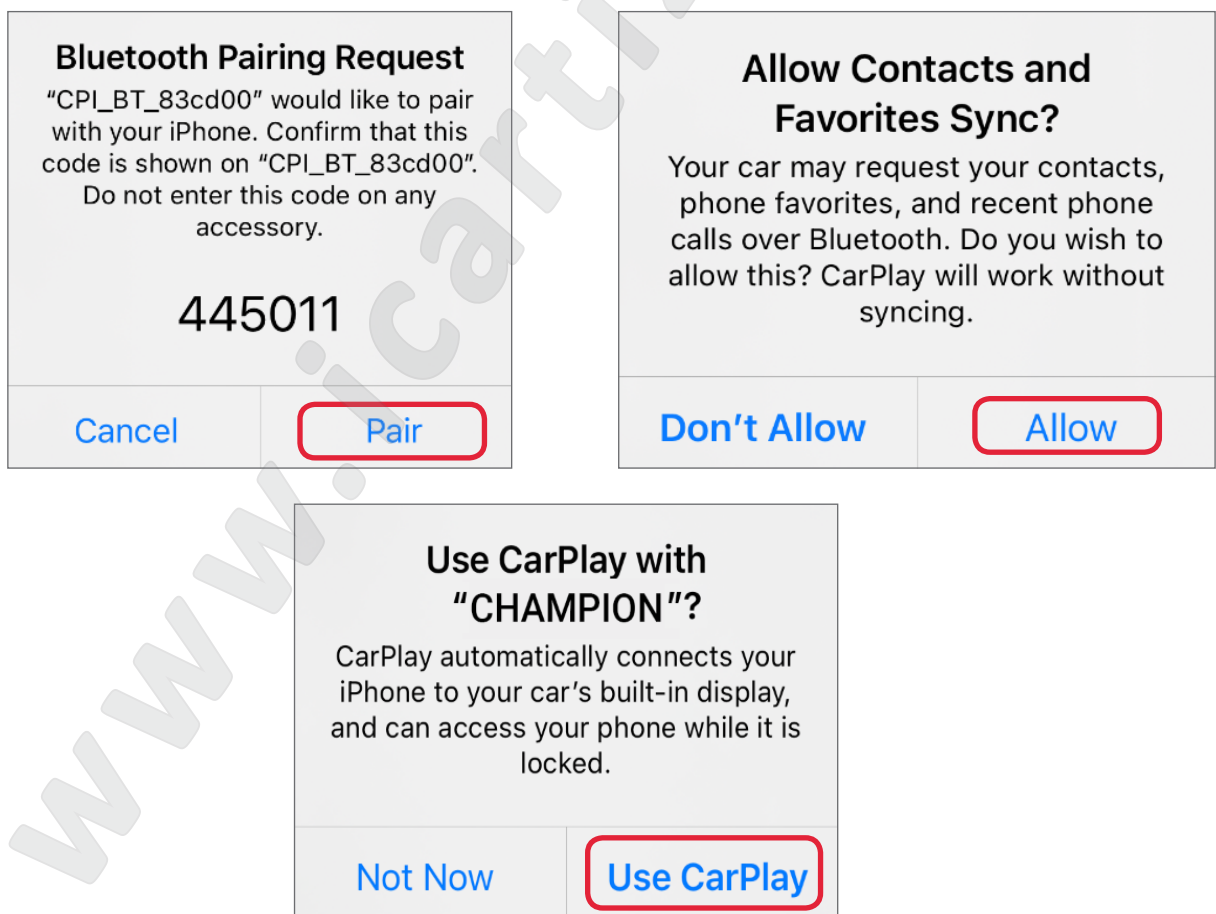 Bluetooth Pairing Request
“CPI_BT_83cd00” would like to pair
with your iPhone. Confirm that this
code is shown on “CPI_BT_83cd00”.
Do not enter this code on any
accessory.
445011
Cancel
Pair
Allow Contacts and
Favorites Sync?
Your car may request your contacts,
phone favorites, and recent phone
calls over Bluetooth. Do you wish to
allow this? CarPlay will work without
syncing.
Don’t Allow
Allow
Use CarPlay with
“CHAMPION”?
CarPlay automatically connects your
iPhone to your car’s built-in display,
and can access your phone while it is
locked.
Not Now
Use CarPlay
www.icarti